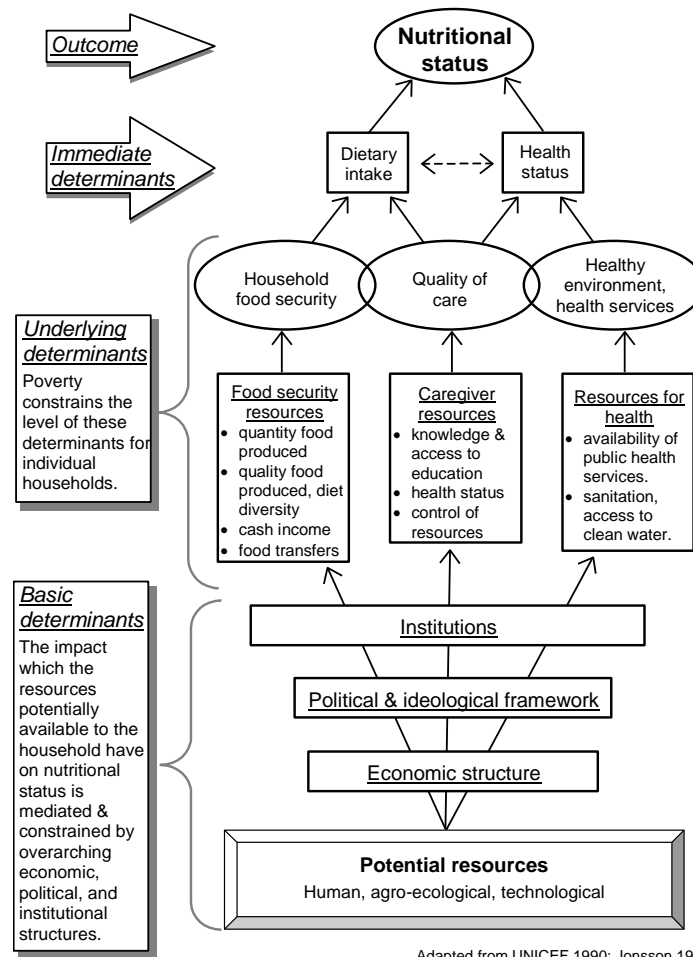 Outcome
Nutritional
status
Immediate
determinants
Dietary
intake
Health
status
Household
food security
Quality of
care
Healthy
environment,
health services
Underlying
determinants
Poverty
constrains the
level of these
determinants for
individual
households.
Food security
resources
• quantity food
produced
• quality food
produced, diet
diversity
• cash income
• food transfers
Caregiver
resources
• knowledge &
access to
education
• health status
• control of
resources
Resources for
health
• availability of
public health
services.
• sanitation,
access to
clean water.
Basic
determinants
The impact
which the
resources
potentially
available to the
household have
on nutritional
status is
mediated &
constrained by
overarching
economic,
political, and
institutional
structures.
Institutions
Political & ideological framework
Economic structure
Potential resources
Human, agro-ecological, technological
Adapted from UNICEF 1990; Jonsson 19